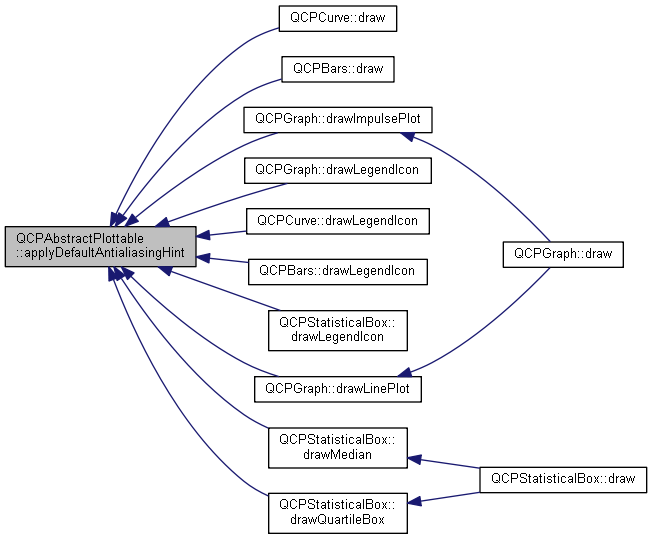 QCPCurve::draw
QCPBars::draw
QCPGraph::drawImpulsePlot
QCPGraph::drawLegendIcon
QCPCurve::drawLegendIcon
QCPAbstractPlottable
::applyDefaultAntialiasingHint
QCPGraph::draw
QCPBars::drawLegendIcon
QCPStatisticalBox::
drawLegendIcon
QCPGraph::drawLinePlot
QCPStatisticalBox::
drawMedian
QCPStatisticalBox::draw
QCPStatisticalBox::
drawQuartileBox